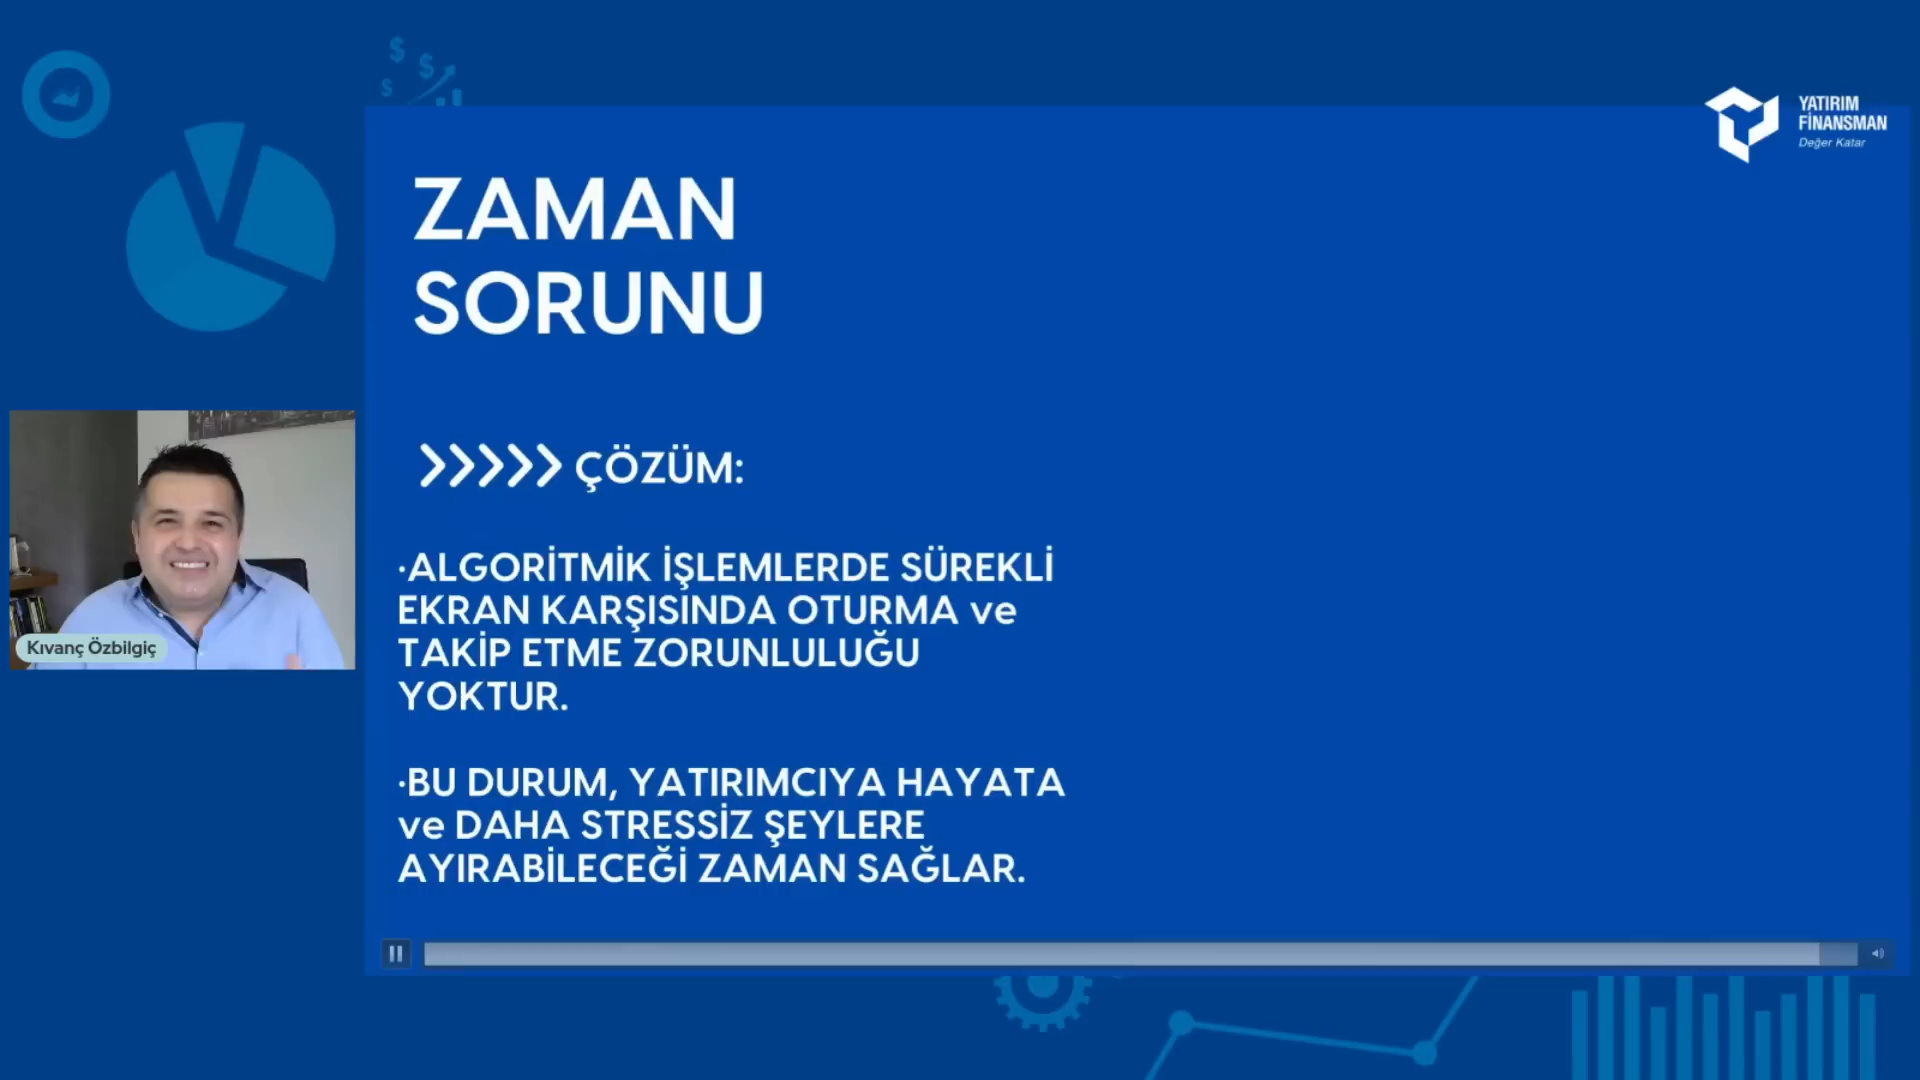 YATIRIM
FİNANSMAN
Değer Katar
ZAMAN
SORUNU
>>>>> ÇÖZÜM:
·ALGORİTMİK İŞLEMLERDE SÜREKLİ
EKRAN KARŞISINDA OTURMA ve
TAKİP ETME ZORUNLULUĞU
YOKTUR.
·BU DURUM, YATIRIMCIYA HAYATA
ve DAHA STRESSİZ ŞEYLERE
AYIRABİLECEĞİ ZAMAN SAĞLAR.
Kıvanç Özbilgiç